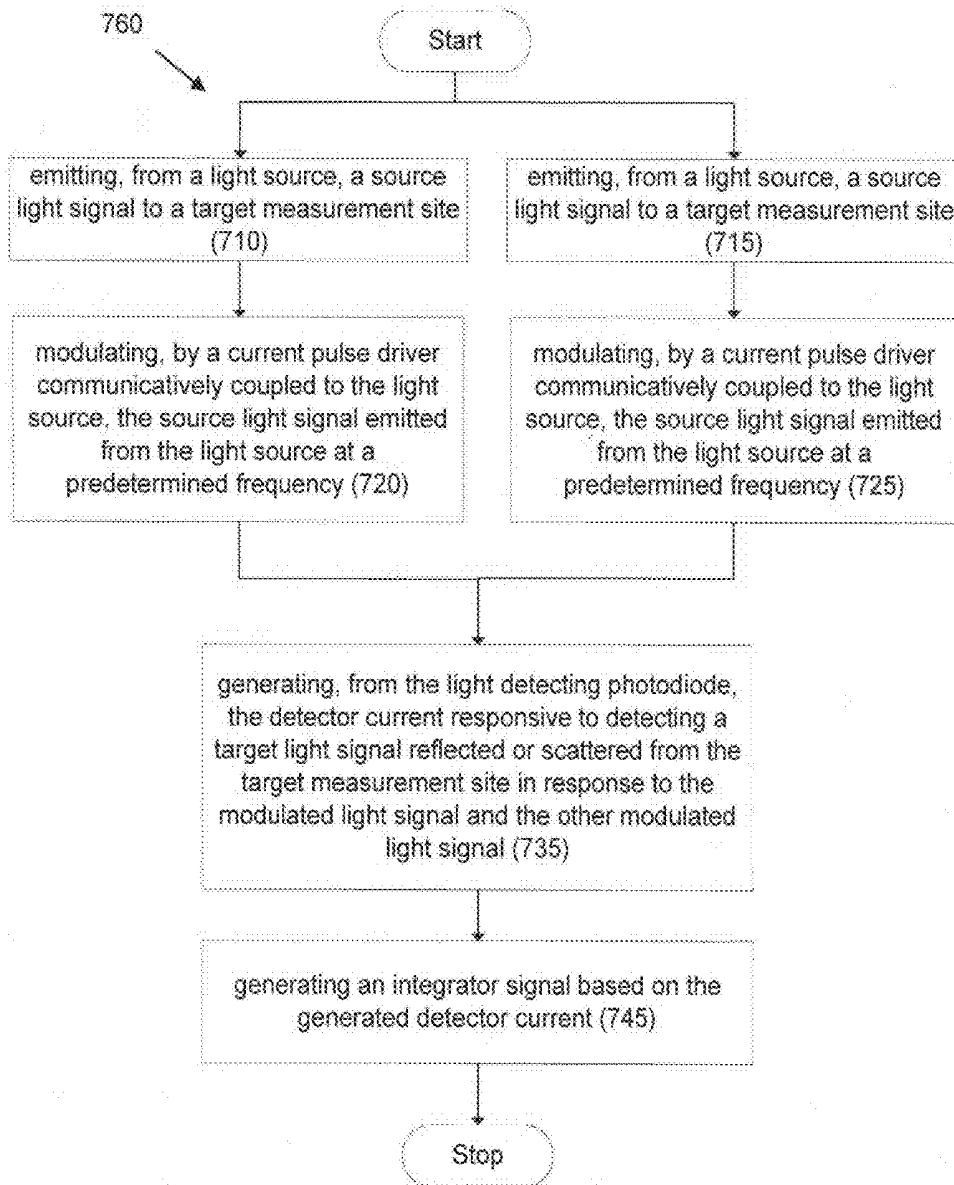 760
Start
emitting, from a light source, a source
light signal to a target measurement site
(710)
emitting, from a light source, a source
light signal to a target measurement site
(715)
modulating, by a current pulse driver
communicatively coupled to the light
source, the source light signal emitted
from the light source at a
predetermined frequency (720)
modulating, by a current pulse driver
communicatively coupled to the light
source, the source light signal emitted
from the light source at a
predetermined frequency (725)
generating, from the light detecting photodiode,
the detector current responsive to detecting a
target light signal reflected or scattered from the
target measurement site in response to the
modulated light signal and the other modulated
light signal (735)
generating an integrator signal based on the
generated detector current (745)
Stop